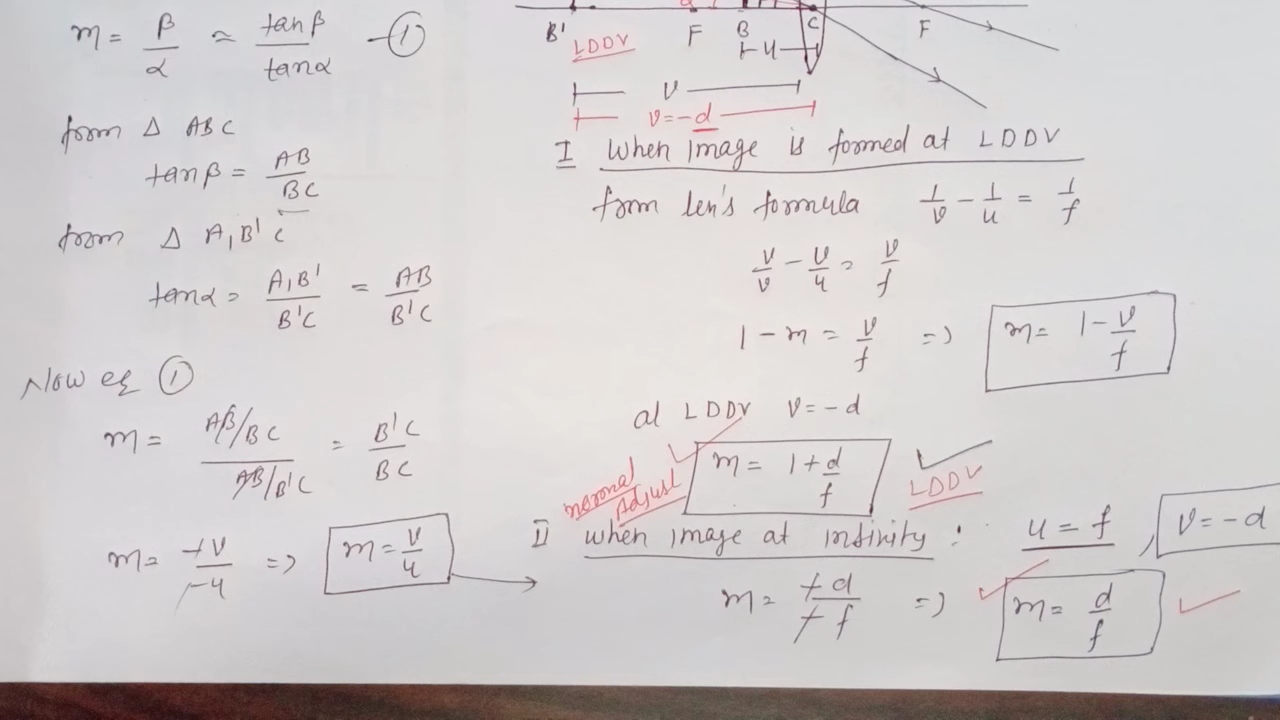 m = β/α ≈ tanβ/tanα —①
form Δ ABC
tanβ = AB/BC
form Δ A₁B'C
tanα = A₁B'/B'C = AB/B'C
Now eq ①
m = AB/BC / AB/B'C = B'C/BC
m = -v/-u => m = v/u
B' F B C F
LDDV
u
v
v = -d
I When image is formed at LDDV
from len's formula 1/v - 1/u = 1/f
v/v - v/u = v/f
1 - m = v/f => m = 1 - v/f
at LDDV v = -d
m = 1 + d/f LDDV
normal Adjust
II when image at infinity : u = f , v = -d
m = -d/-f => m = d/f